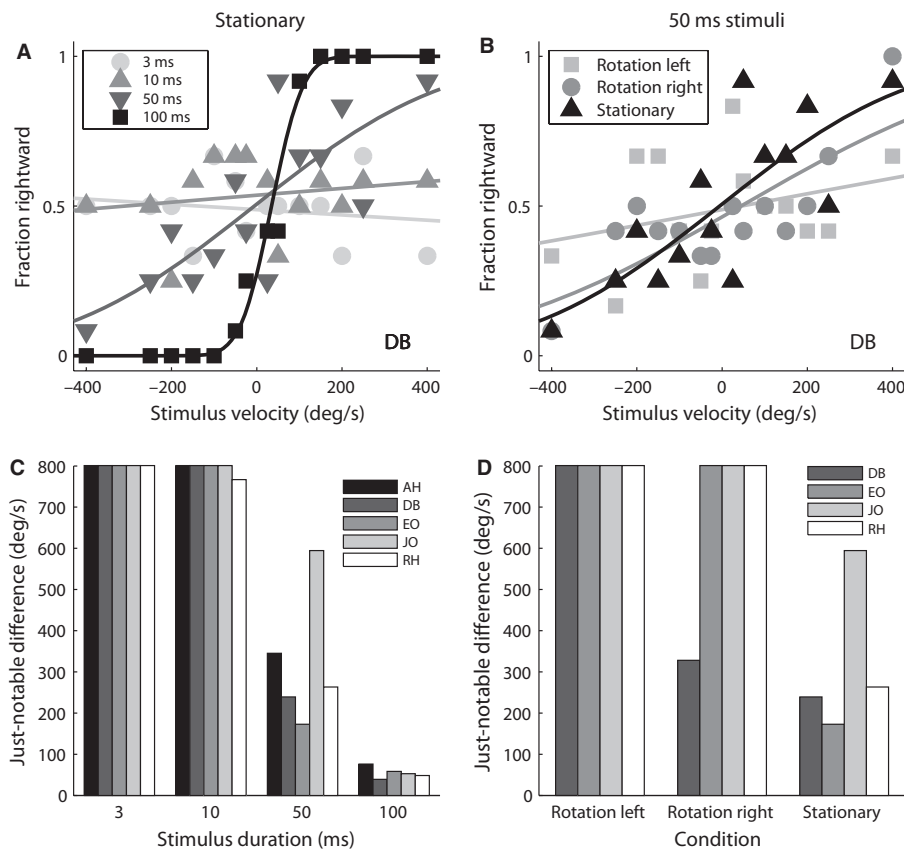 Stationary
A
3 ms
10 ms
50 ms
100 ms
1
0.5
0
Fraction rightward
DB
−400 −200 0 200 400
Stimulus velocity (deg/s)
50 ms stimuli
B
Rotation left
Rotation right
Stationary
1
0.5
0
Fraction rightward
DB
−400 −200 0 200 400
Stimulus velocity (deg/s)
C
800
700
600
500
400
300
200
100
0
Just-notable difference (deg/s)
AH
DB
EO
JO
RH
3 10 50 100
Stimulus duration (ms)
D
800
700
600
500
400
300
200
100
0
Just-notable difference (deg/s)
DB
EO
JO
RH
Rotation left Rotation right Stationary
Condition